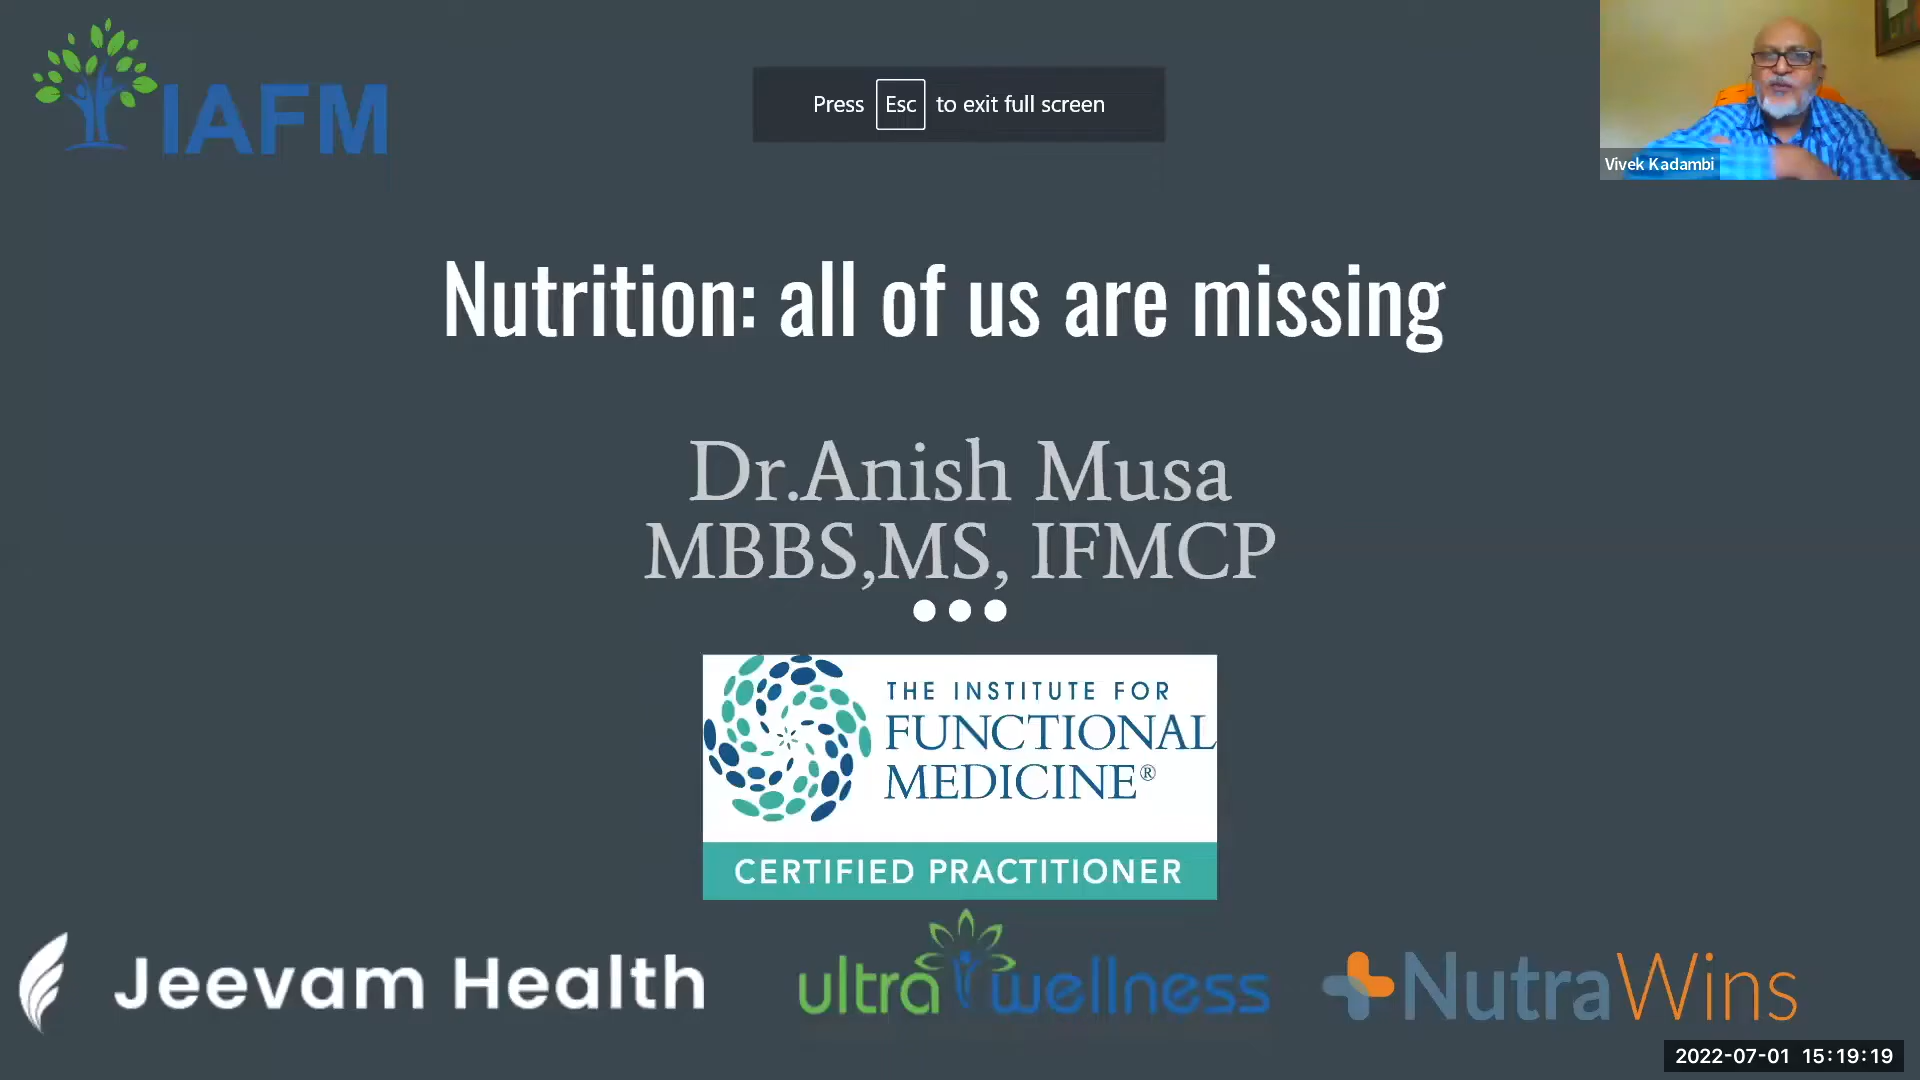 IAFM
Press Esc to exit full screen
Vivek Kadambi
Nutrition: all of us are missing
Dr.Anish Musa
MBBS,MS, IFMCP
THE INSTITUTE FOR
FUNCTIONAL
MEDICINE®
CERTIFIED PRACTITIONER
Jeevam Health
ultra wellness
NutraWins
2022-07-01 15:19:19